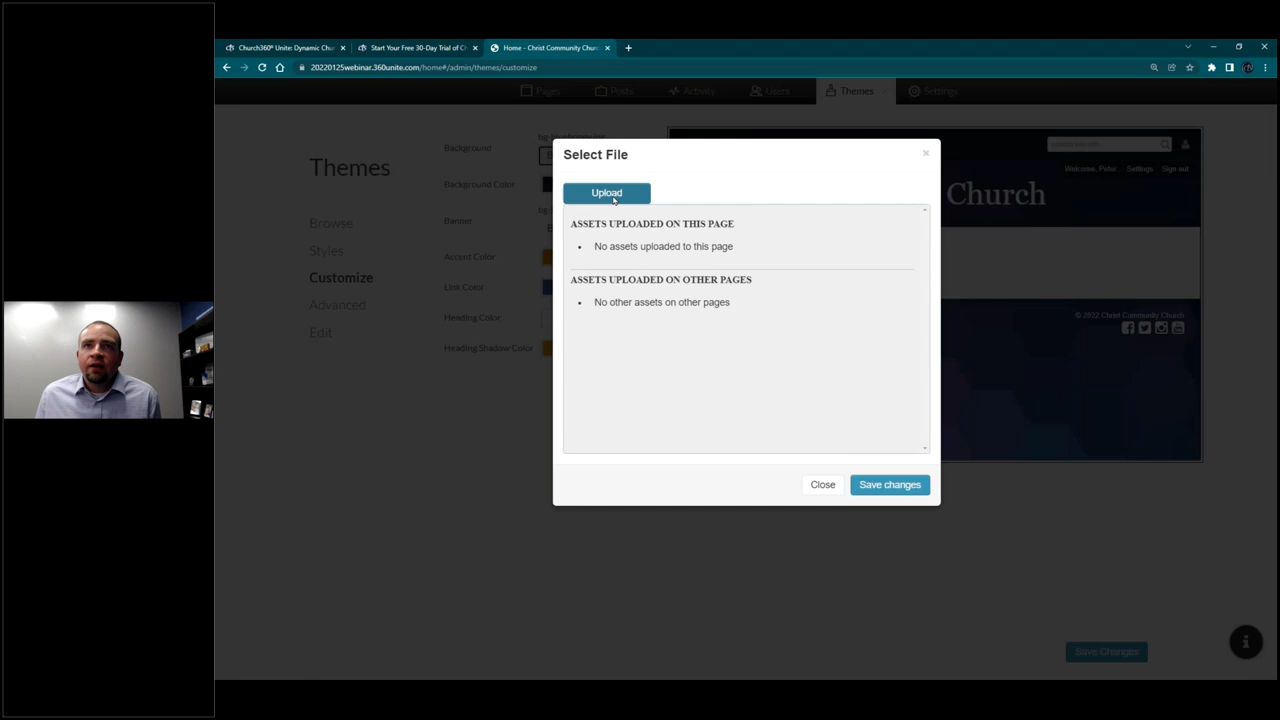 Church360° Unite: Dynamic Chu
Start Your Free 30-Day Trial of C
Home - Christ Community Churc
20220125webinar.360unite.com/home#/admin/themes/customize
Pages
Posts
Activity
Users
Themes
Settings
Themes
Browse
Styles
Customize
Advanced
Edit
Background
Background Color
Banner
Accent Color
Link Color
Heading Color
Heading Shadow Color
Select File
×
Upload
ASSETS UPLOADED ON THIS PAGE
• No assets uploaded to this page
ASSETS UPLOADED ON OTHER PAGES
• No other assets on other pages
Close
Save changes
Welcome, Peter
Settings
Sign out
Church
© 2022 Christ Community Church
Save Changes